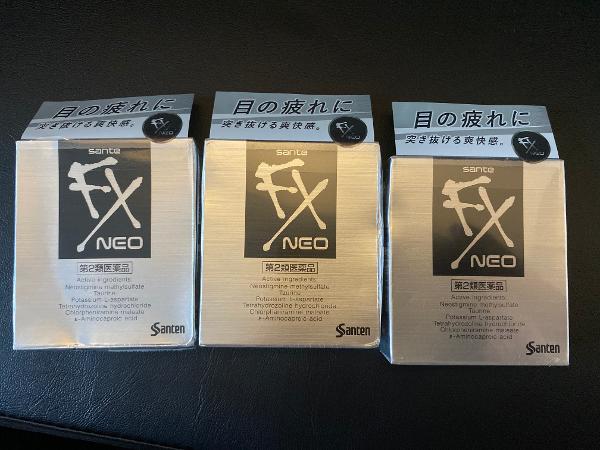 目の疲れに
突き抜ける爽快感。
FX
NEO
sante
FX
NEO
第2類医薬品
Active ingredients:
Neostigmine methylsulfate
Taurine
Potassium L-aspartate
Tetrahydrozoline hydrochloride
Chlorpheniramine maleate
ε-Aminocaproic acid
Santen
目の疲れに
突き抜ける爽快感。
FX
NEO
sante
FX
NEO
第2類医薬品
Active ingredients:
Neostigmine methylsulfate
Taurine
Potassium L-aspartate
Tetrahydrozoline hydrochloride
Chlorpheniramine maleate
ε-Aminocaproic acid
Santen
目の疲れに
突き抜ける爽快感。
FX
NEO
sante
FX
NEO
第2類医薬品
Active ingredients:
Neostigmine methylsulfate
Taurine
Potassium L-aspartate
Tetrahydrozoline hydrochloride
Chlorpheniramine maleate
ε-Aminocaproic acid
Santen